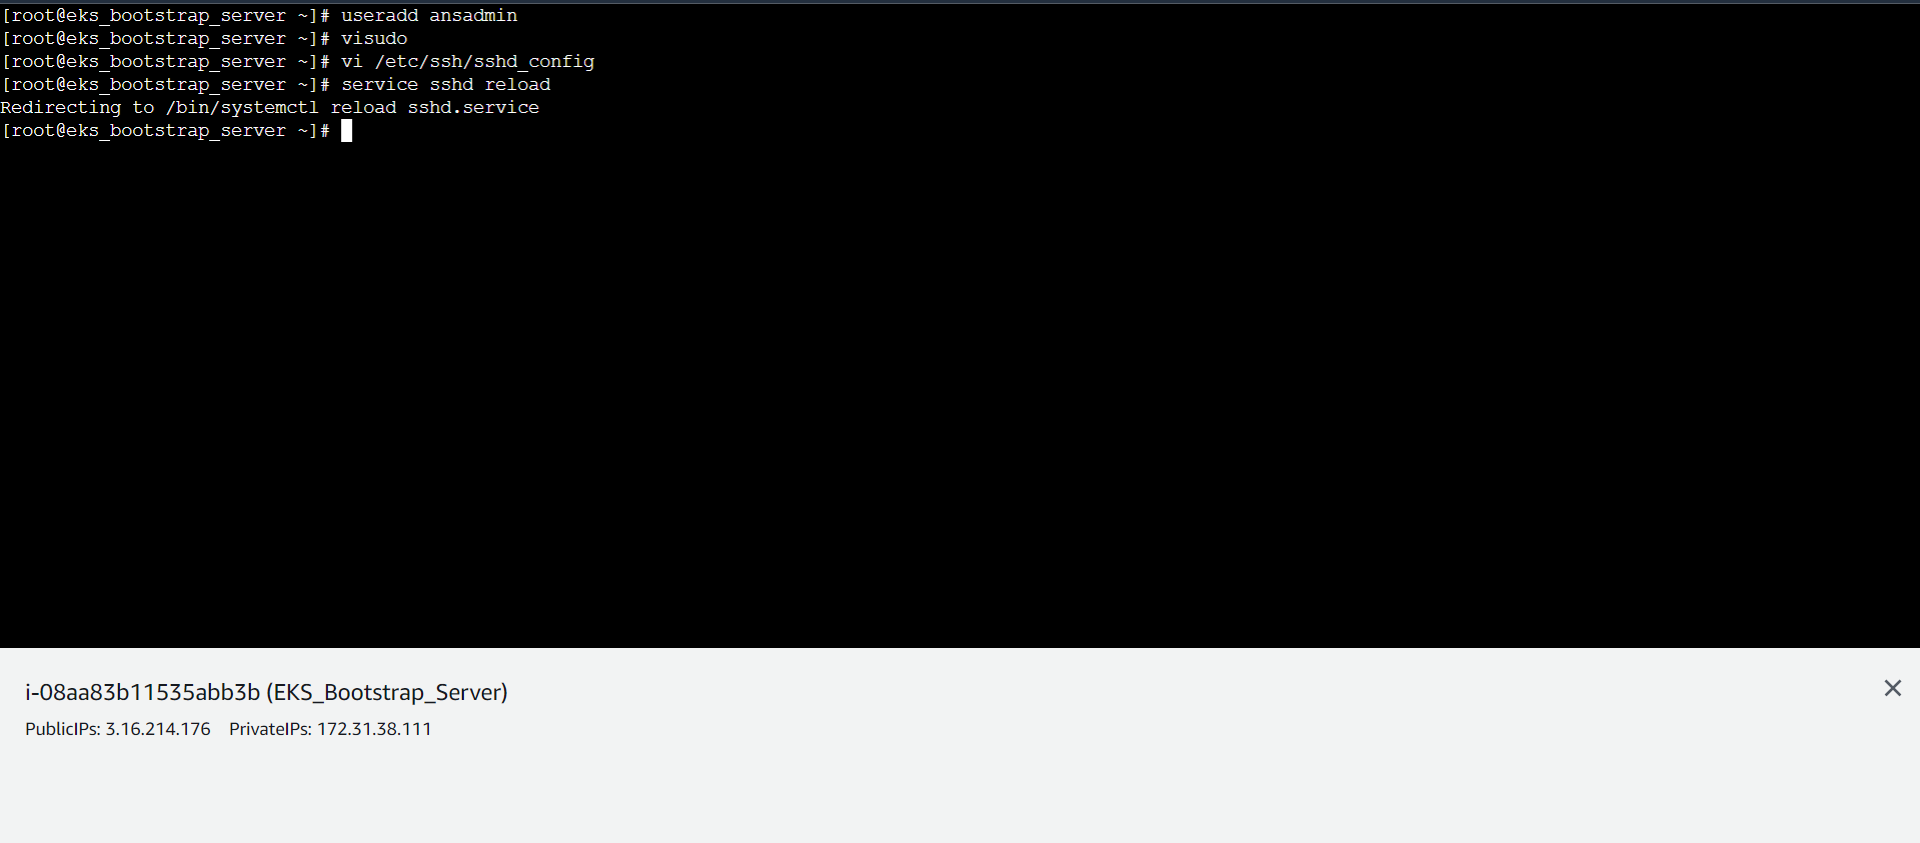 [root@eks_bootstrap_server ~]# useradd ansadmin
[root@eks_bootstrap_server ~]# visudo
[root@eks_bootstrap_server ~]# vi /etc/ssh/sshd_config
[root@eks_bootstrap_server ~]# service sshd reload
Redirecting to /bin/systemctl reload sshd.service
[root@eks_bootstrap_server ~]#
i-08aa83b11535abb3b (EKS_Bootstrap_Server)
PublicIPs: 3.16.214.176 PrivateIPs: 172.31.38.111